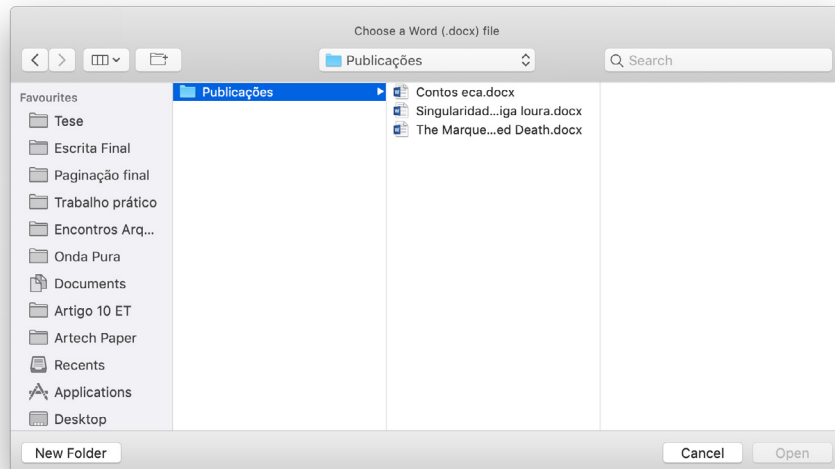 Choose a Word (.docx) file
Publicações
Search
Favourites
Tese
Escrita Final
Paginação final
Trabalho prático
Encontros Arq...
Onda Pura
Documents
Artigo 10 ET
Artech Paper
Recents
Applications
Desktop
Publicações
Contos eca.docx
Singularidad...iga loura.docx
The Marque...ed Death.docx
New Folder
Cancel
Open